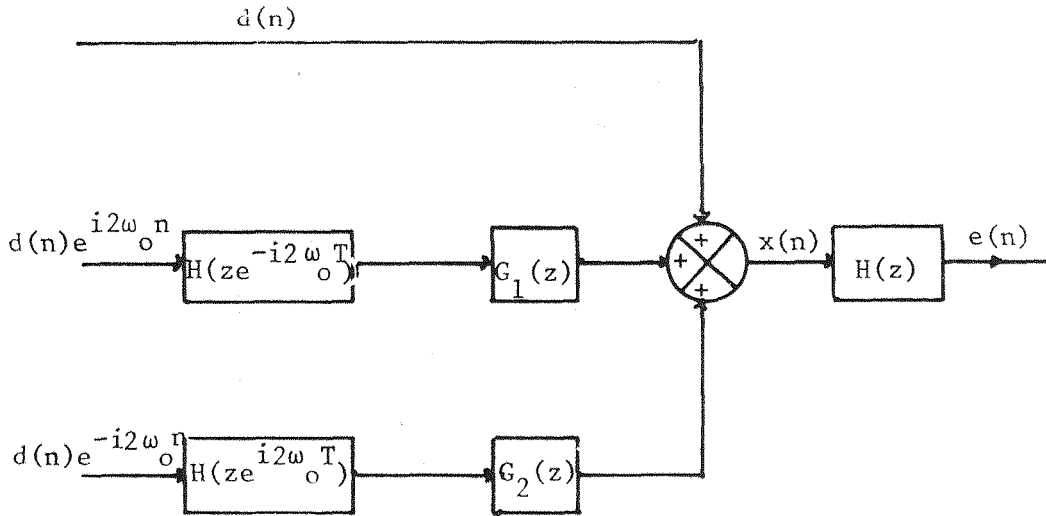 d(n)
+
d(n)e^{i2ω_o n}
H(ze^{-i2ω_o T})
G_1(z)
+
x(n)
H(z)
e(n)
+
d(n)e^{-i2ω_o n}
H(ze^{i2ω_o T})
G_2(z)